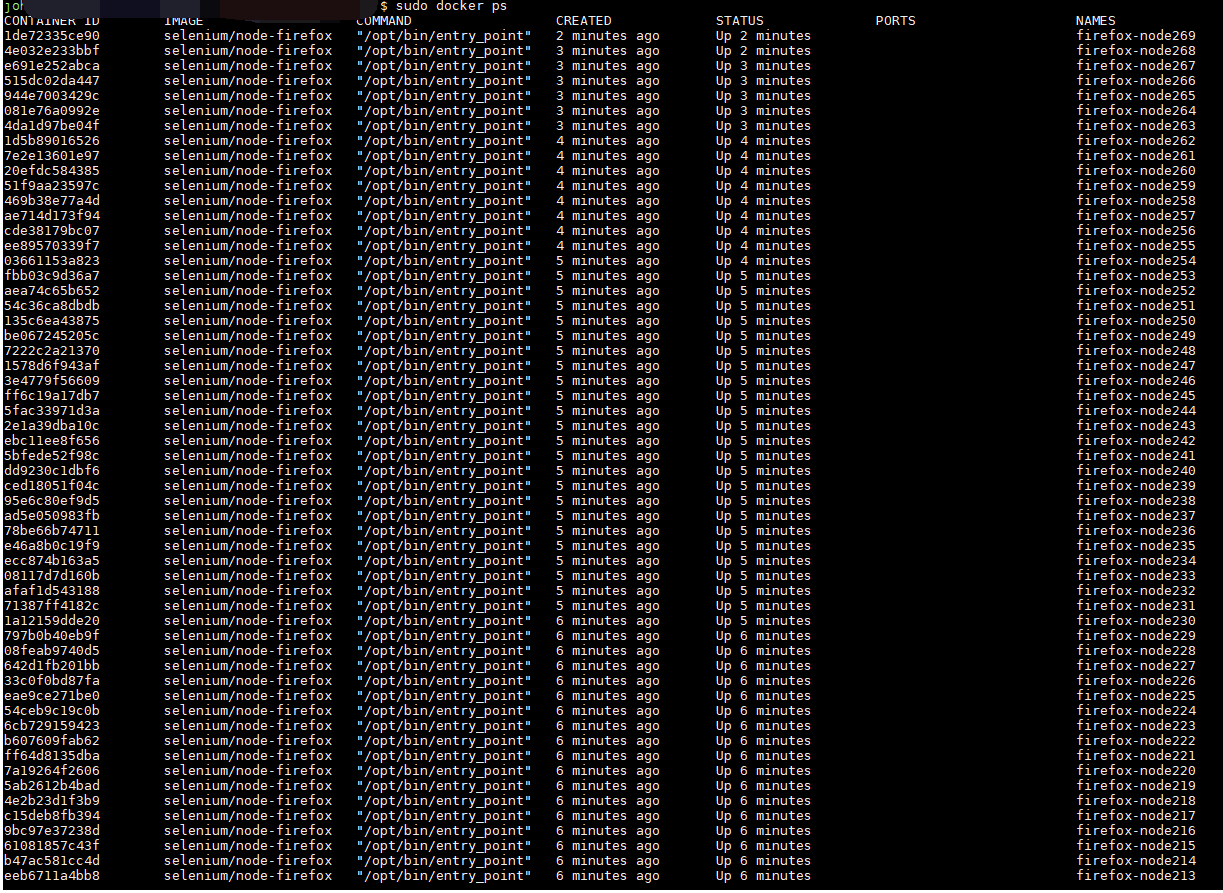 joh $ sudo docker ps
CONTAINER ID IMAGE COMMAND CREATED STATUS PORTS NAMES
1de72335ce90 selenium/node-firefox "/opt/bin/entry_point" 2 minutes ago Up 2 minutes firefox-node269
4e032e233bbf selenium/node-firefox "/opt/bin/entry_point" 3 minutes ago Up 2 minutes firefox-node268
e691e252abca selenium/node-firefox "/opt/bin/entry_point" 3 minutes ago Up 3 minutes firefox-node267
515dc02da447 selenium/node-firefox "/opt/bin/entry_point" 3 minutes ago Up 3 minutes firefox-node266
944e7003429c selenium/node-firefox "/opt/bin/entry_point" 3 minutes ago Up 3 minutes firefox-node265
081e76a0992e selenium/node-firefox "/opt/bin/entry_point" 3 minutes ago Up 3 minutes firefox-node264
4da1d97be04f selenium/node-firefox "/opt/bin/entry_point" 3 minutes ago Up 3 minutes firefox-node263
1d5b89016526 selenium/node-firefox "/opt/bin/entry_point" 4 minutes ago Up 4 minutes firefox-node262
7e2e13601e97 selenium/node-firefox "/opt/bin/entry_point" 4 minutes ago Up 4 minutes firefox-node261
20efdc584385 selenium/node-firefox "/opt/bin/entry_point" 4 minutes ago Up 4 minutes firefox-node260
51f9aa23597c selenium/node-firefox "/opt/bin/entry_point" 4 minutes ago Up 4 minutes firefox-node259
469b38e77a4d selenium/node-firefox "/opt/bin/entry_point" 4 minutes ago Up 4 minutes firefox-node258
ae714d173f94 selenium/node-firefox "/opt/bin/entry_point" 4 minutes ago Up 4 minutes firefox-node257
cde38179bc07 selenium/node-firefox "/opt/bin/entry_point" 4 minutes ago Up 4 minutes firefox-node256
ee89570339f7 selenium/node-firefox "/opt/bin/entry_point" 4 minutes ago Up 4 minutes firefox-node255
03661153a823 selenium/node-firefox "/opt/bin/entry_point" 5 minutes ago Up 4 minutes firefox-node254
fbb03c9d36a7 selenium/node-firefox "/opt/bin/entry_point" 5 minutes ago Up 5 minutes firefox-node253
aea74c65b652 selenium/node-firefox "/opt/bin/entry_point" 5 minutes ago Up 5 minutes firefox-node252
54c36ca8dbdb selenium/node-firefox "/opt/bin/entry_point" 5 minutes ago Up 5 minutes firefox-node251
135c6ea43875 selenium/node-firefox "/opt/bin/entry_point" 5 minutes ago Up 5 minutes firefox-node250
be067245205c selenium/node-firefox "/opt/bin/entry_point" 5 minutes ago Up 5 minutes firefox-node249
7222c2a21370 selenium/node-firefox "/opt/bin/entry_point" 5 minutes ago Up 5 minutes firefox-node248
1578d6f943af selenium/node-firefox "/opt/bin/entry_point" 5 minutes ago Up 5 minutes firefox-node247
3e4779f56609 selenium/node-firefox "/opt/bin/entry_point" 5 minutes ago Up 5 minutes firefox-node246
ff6c19a17db7 selenium/node-firefox "/opt/bin/entry_point" 5 minutes ago Up 5 minutes firefox-node245
5fac33971d3a selenium/node-firefox "/opt/bin/entry_point" 5 minutes ago Up 5 minutes firefox-node244
2e1a39dba10c selenium/node-firefox "/opt/bin/entry_point" 5 minutes ago Up 5 minutes firefox-node243
ebc11ee8f656 selenium/node-firefox "/opt/bin/entry_point" 5 minutes ago Up 5 minutes firefox-node242
5bfede52f98c selenium/node-firefox "/opt/bin/entry_point" 5 minutes ago Up 5 minutes firefox-node241
dd9230c1dbf6 selenium/node-firefox "/opt/bin/entry_point" 5 minutes ago Up 5 minutes firefox-node240
ced18051f04c selenium/node-firefox "/opt/bin/entry_point" 5 minutes ago Up 5 minutes firefox-node239
95e6c80ef9d5 selenium/node-firefox "/opt/bin/entry_point" 5 minutes ago Up 5 minutes firefox-node238
ad5e050983fb selenium/node-firefox "/opt/bin/entry_point" 5 minutes ago Up 5 minutes firefox-node237
78be66b74711 selenium/node-firefox "/opt/bin/entry_point" 5 minutes ago Up 5 minutes firefox-node236
e46a8b0c19f9 selenium/node-firefox "/opt/bin/entry_point" 5 minutes ago Up 5 minutes firefox-node235
ecc874b163a5 selenium/node-firefox "/opt/bin/entry_point" 5 minutes ago Up 5 minutes firefox-node234
08117d7d160b selenium/node-firefox "/opt/bin/entry_point" 5 minutes ago Up 5 minutes firefox-node233
afaf1d543188 selenium/node-firefox "/opt/bin/entry_point" 5 minutes ago Up 5 minutes firefox-node232
71387ff4182c selenium/node-firefox "/opt/bin/entry_point" 5 minutes ago Up 5 minutes firefox-node231
1a12159dde20 selenium/node-firefox "/opt/bin/entry_point" 6 minutes ago Up 5 minutes firefox-node230
797b0b40eb9f selenium/node-firefox "/opt/bin/entry_point" 6 minutes ago Up 6 minutes firefox-node229
08feab9740d5 selenium/node-firefox "/opt/bin/entry_point" 6 minutes ago Up 6 minutes firefox-node228
642d1fb201bb selenium/node-firefox "/opt/bin/entry_point" 6 minutes ago Up 6 minutes firefox-node227
33c0f0bd87fa selenium/node-firefox "/opt/bin/entry_point" 6 minutes ago Up 6 minutes firefox-node226
eae9ce271be0 selenium/node-firefox "/opt/bin/entry_point" 6 minutes ago Up 6 minutes firefox-node225
54ceb9c19c0b selenium/node-firefox "/opt/bin/entry_point" 6 minutes ago Up 6 minutes firefox-node224
6cb729159423 selenium/node-firefox "/opt/bin/entry_point" 6 minutes ago Up 6 minutes firefox-node223
b607609fab62 selenium/node-firefox "/opt/bin/entry_point" 6 minutes ago Up 6 minutes firefox-node222
ff64d8135dba selenium/node-firefox "/opt/bin/entry_point" 6 minutes ago Up 6 minutes firefox-node221
7a19264f2606 selenium/node-firefox "/opt/bin/entry_point" 6 minutes ago Up 6 minutes firefox-node220
5ab2612b4bad selenium/node-firefox "/opt/bin/entry_point" 6 minutes ago Up 6 minutes firefox-node219
4e2b23d1f3b9 selenium/node-firefox "/opt/bin/entry_point" 6 minutes ago Up 6 minutes firefox-node218
c15deb8fb394 selenium/node-firefox "/opt/bin/entry_point" 6 minutes ago Up 6 minutes firefox-node217
9bc97e37238d selenium/node-firefox "/opt/bin/entry_point" 6 minutes ago Up 6 minutes firefox-node216
61081857c43f selenium/node-firefox "/opt/bin/entry_point" 6 minutes ago Up 6 minutes firefox-node215
b47ac581cc4d selenium/node-firefox "/opt/bin/entry_point" 6 minutes ago Up 6 minutes firefox-node214
eeb6711a4bb8 selenium/node-firefox "/opt/bin/entry_point" 6 minutes ago Up 6 minutes firefox-node213